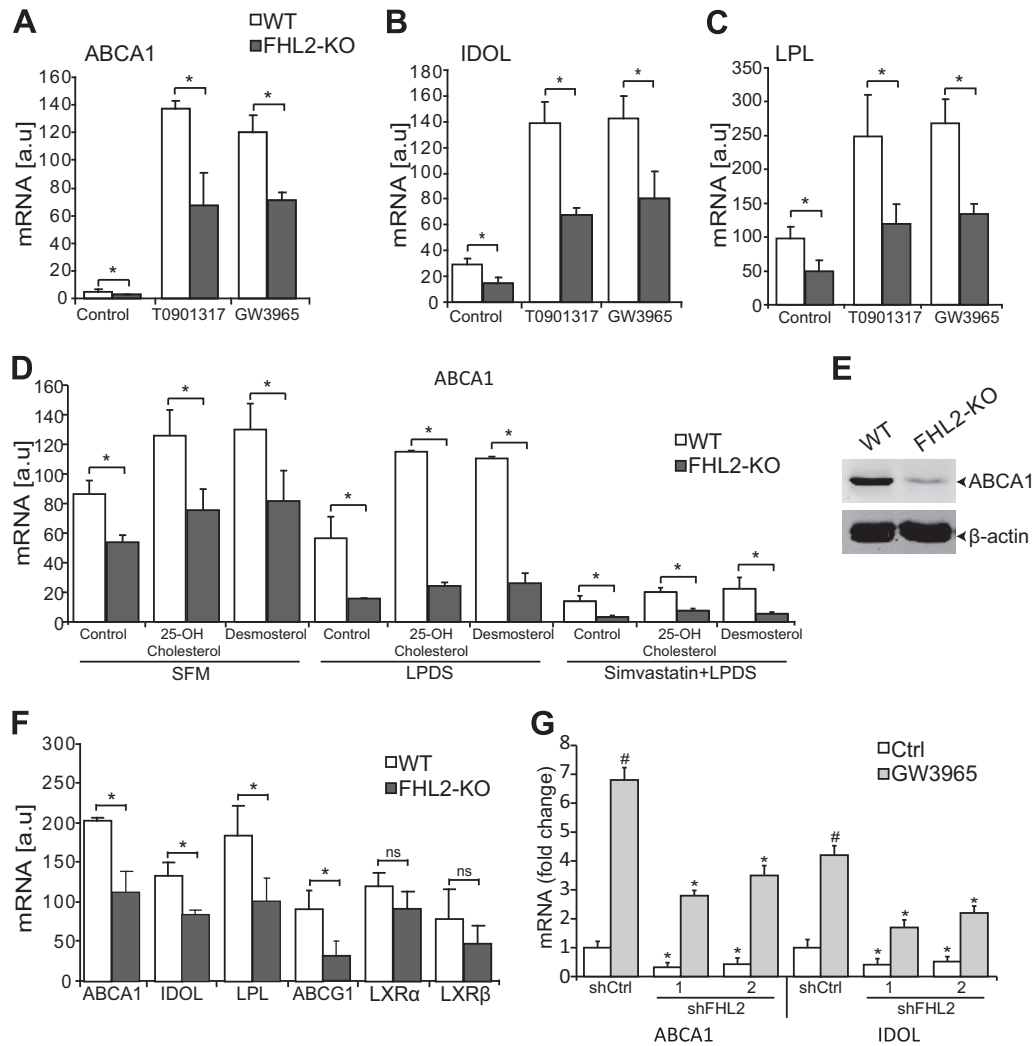 A
WT
FHL2-KO
ABCA1
mRNA [a.u]
160
140
120
100
80
60
40
20
0
*
*
*
Control
T0901317
GW3965
B
IDOL
mRNA [a.u]
180
160
140
120
100
80
60
40
20
0
*
*
*
Control
T0901317
GW3965
C
LPL
mRNA [a.u]
350
300
250
200
150
100
50
0
*
*
*
Control
T0901317
GW3965
D
ABCA1
WT
FHL2-KO
mRNA [a.u]
160
140
120
100
80
60
40
20
0
*
*
*
*
*
*
*
*
*
Control
25-OH
Cholesterol
Desmosterol
SFM
Control
25-OH
Cholesterol
Desmosterol
LPDS
Control
25-OH
Cholesterol
Desmosterol
Simvastatin+LPDS
E
WT
FHL2-KO
ABCA1
β-actin
F
WT
FHL2-KO
mRNA [a.u]
300
250
200
150
100
50
0
*
*
*
*
ns
ns
ABCA1
IDOL
LPL
ABCG1
LXRα
LXRβ
G
Ctrl
GW3965
mRNA (fold change)
8
7
6
5
4
3
2
1
0
#
*
*
*
*
#
*
*
*
*
shCtrl
1
2
shFHL2
ABCA1
shCtrl
1
2
shFHL2
IDOL